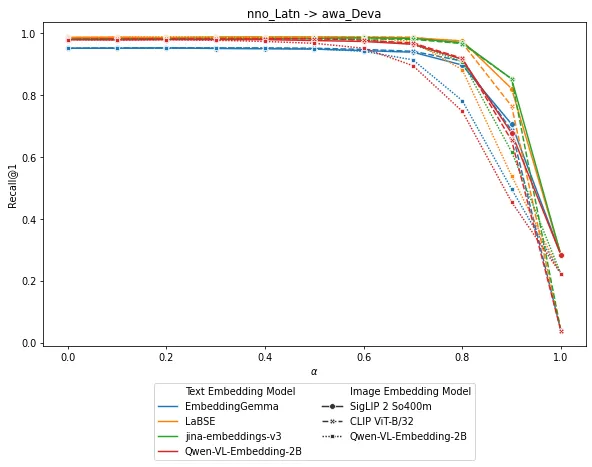 nno_Latn -> awa_Deva
Recall@1
1.0
0.8
0.6
0.4
0.2
0.0
0.0 0.2 0.4 0.6 0.8 1.0
α
Text Embedding Model
EmbeddingGemma
LaBSE
jina-embeddings-v3
Qwen-VL-Embedding-2B
Image Embedding Model
SigLIP 2 So400m
CLIP ViT-B/32
Qwen-VL-Embedding-2B